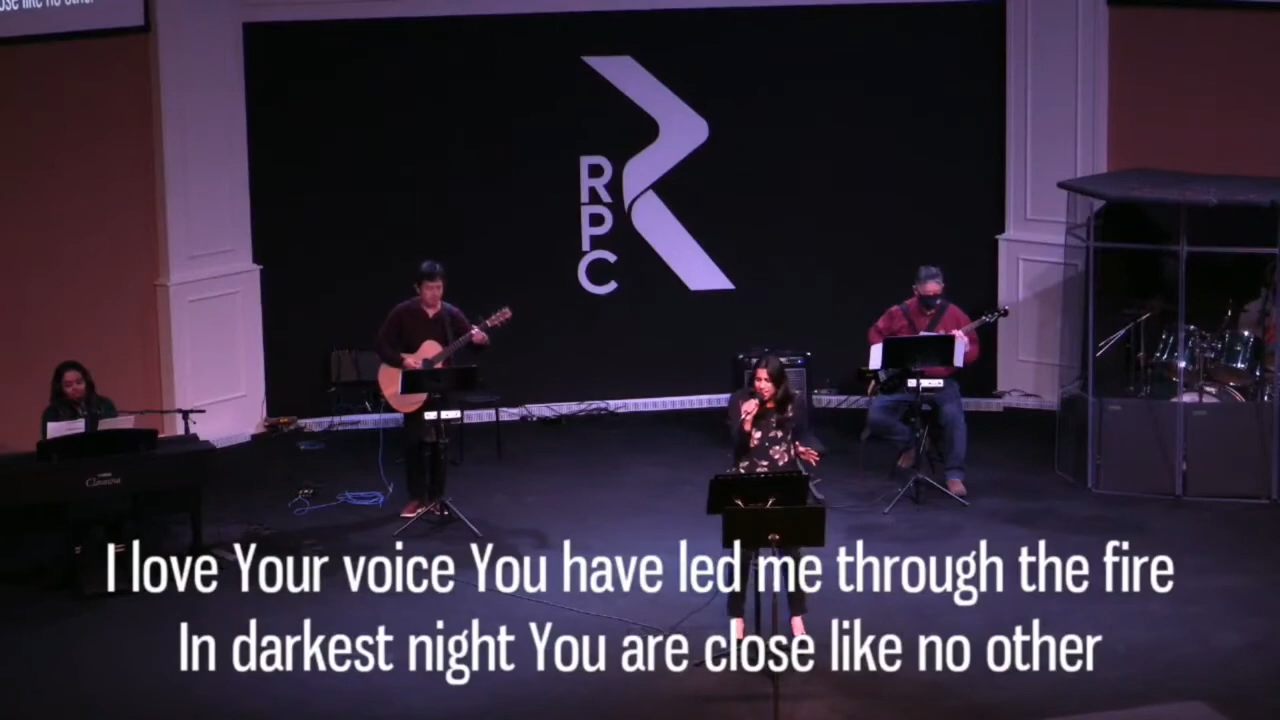 R
P
C
Clavinova
I love Your voice You have led me through the fire
In darkest night You are close like no other